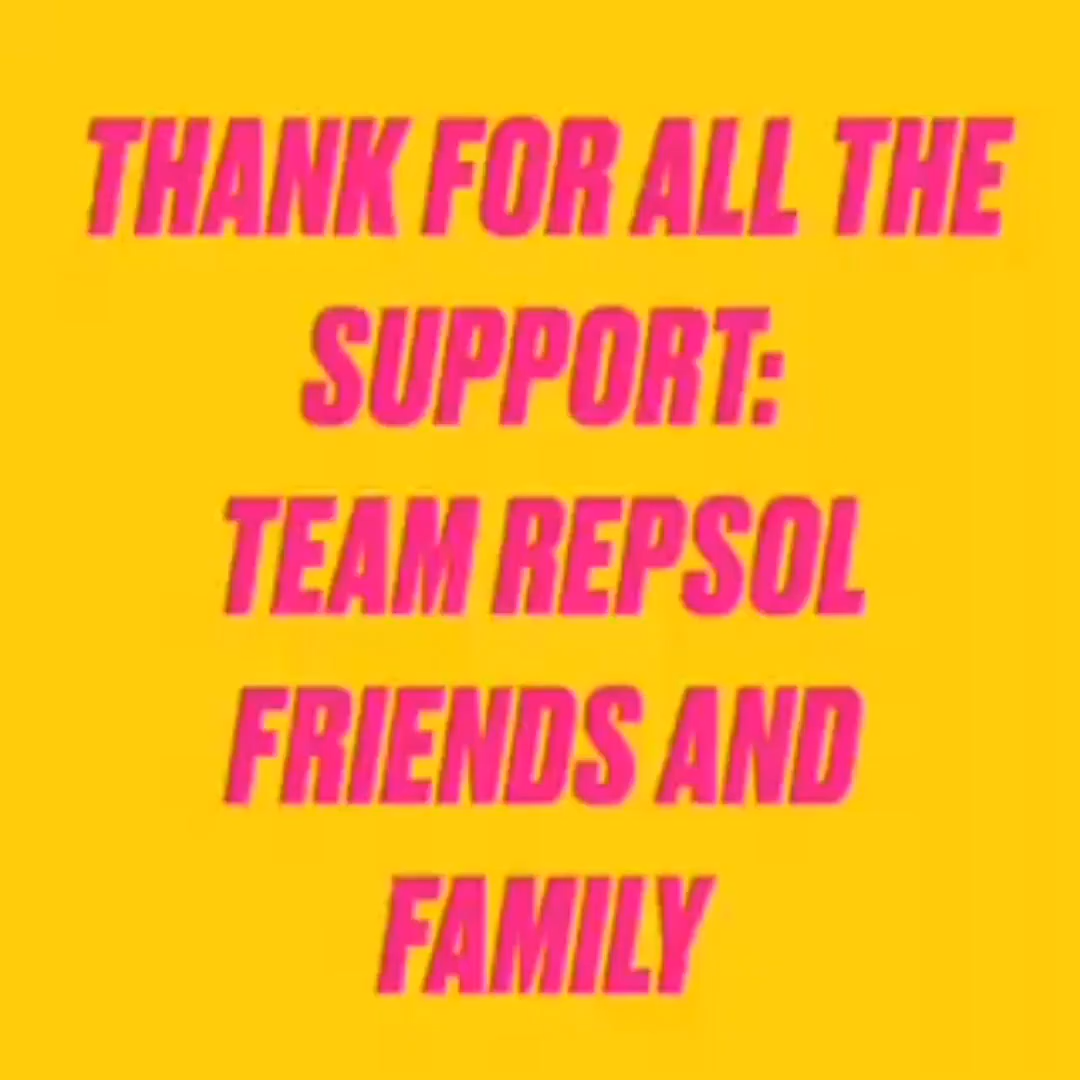 THANK FOR ALL THE
SUPPORT:
TEAM REPSOL
FRIENDS AND
FAMILY